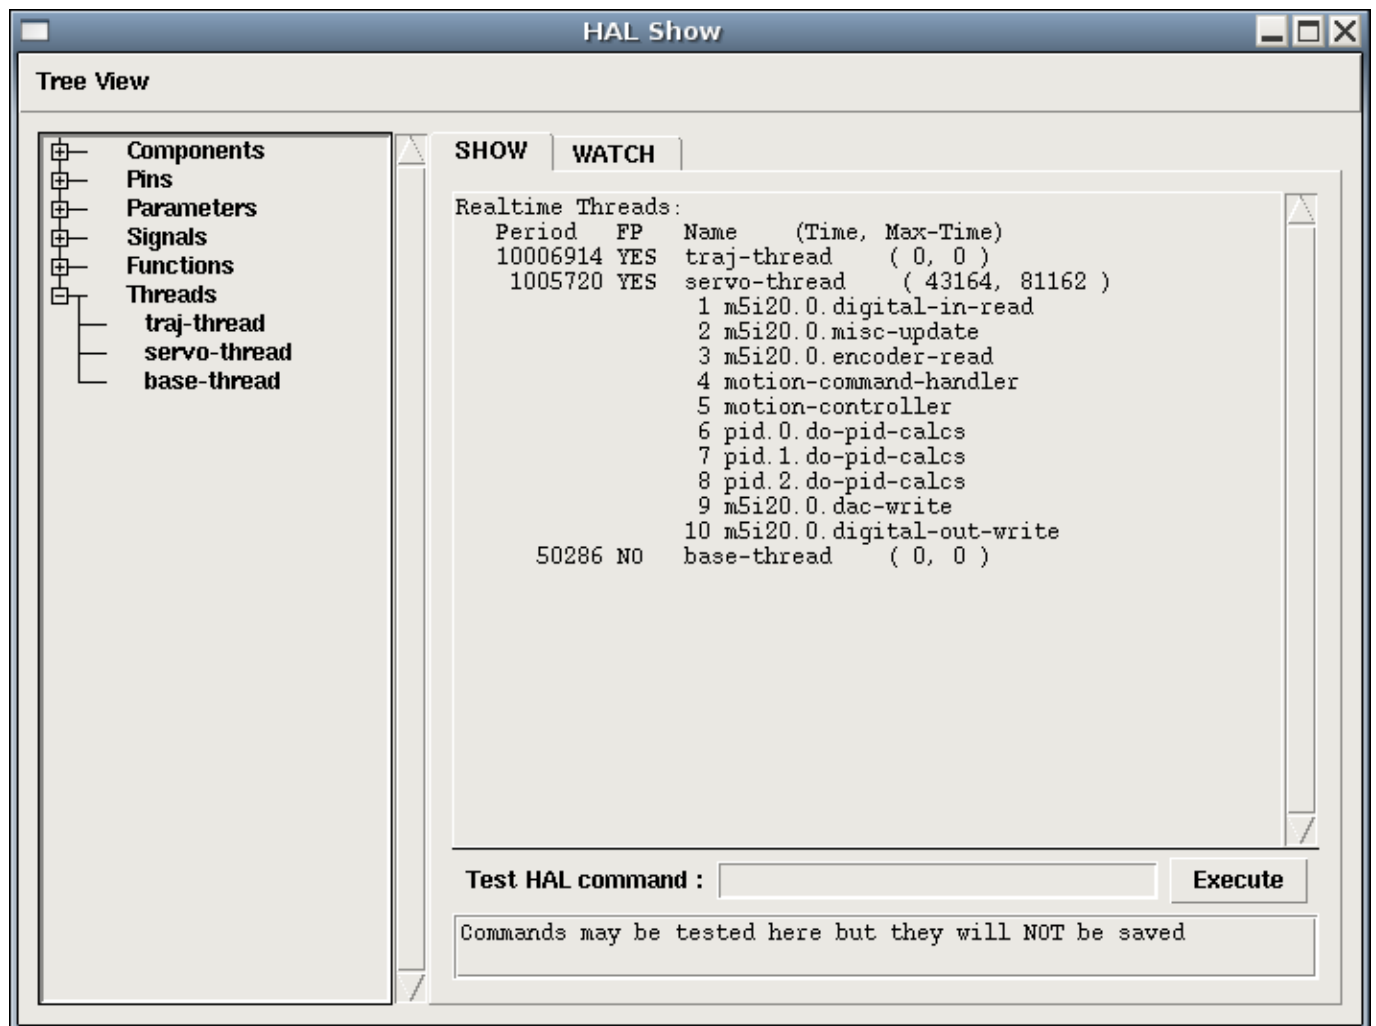 HAL Show
Tree View
Components
Pins
Parameters
Signals
Functions
Threads
traj-thread
servo-thread
base-thread
SHOW WATCH
Realtime Threads:
Period FP Name (Time, Max-Time)
10006914 YES traj-thread ( 0, 0 )
1005720 YES servo-thread ( 43164, 81162 )
1 m5i20.0.digital-in-read
2 m5i20.0.misc-update
3 m5i20.0.encoder-read
4 motion-command-handler
5 motion-controller
6 pid.0.do-pid-calcs
7 pid.1.do-pid-calcs
8 pid.2.do-pid-calcs
9 m5i20.0.dac-write
10 m5i20.0.digital-out-write
50286 NO base-thread ( 0, 0 )
Test HAL command : Execute
Commands may be tested here but they will NOT be saved